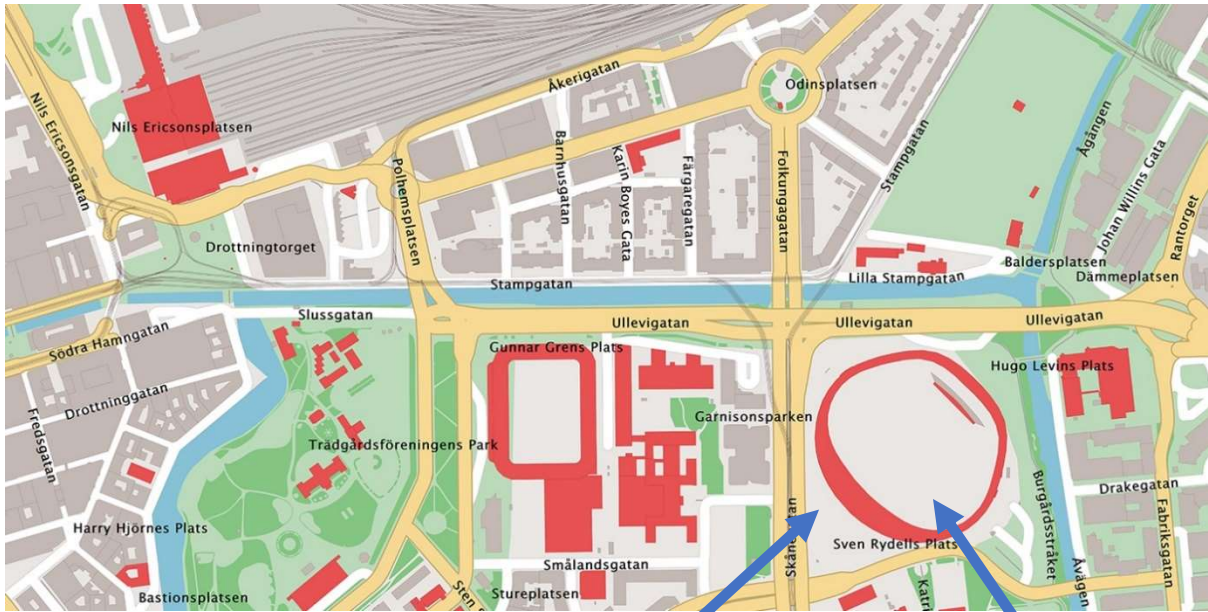 Åkerigatan
Odinsplatsen
Nils Ericsonsplatsen
Nils Ericsonsgatan
Polhemsplatsen
Barnhusgatan
Karin Boyes Gata
Färgaregatan
Folkungagatan
Stampgatan
Ågången
Johan Willins Gata
Rantorget
Drottningtorget
Baldersplatsen
Stampgatan
Lilla Stampgatan
Dämmeplatsen
Slussgatan
Ullevigatan
Ullevigatan
Ullevigatan
Södra Hamngatan
Gunnar Grens Plats
Hugo Levins Plats
Drottninggatan
Fredsgatan
Garnisonsparken
Trädgårdsföreningens Park
Burgårdsstråket
Drakegatan
Fabriksgatan
Harry Hjörnes Plats
Sven Rydells Plats
Smålandsgatan
Åvägen
Stureplatsen
Bastionsplatsen
Sten